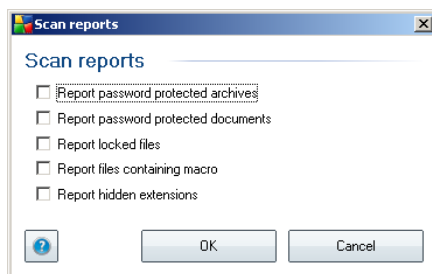 Scan reports
Scan reports
Report password protected archives
Report password protected documents
Report locked files
Report files containing macro
Report hidden extensions
?
OK
Cancel